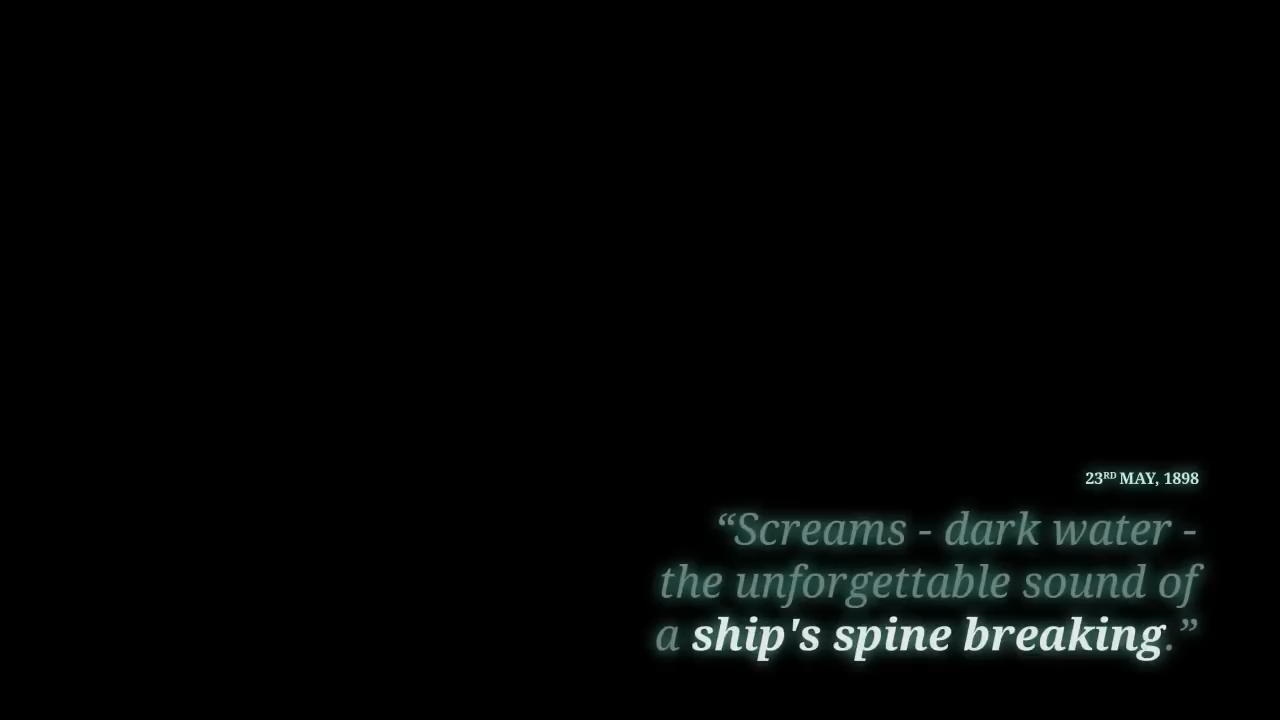 23RD MAY, 1898
“Screams - dark water -
the unforgettable sound of
a ship's spine breaking.”